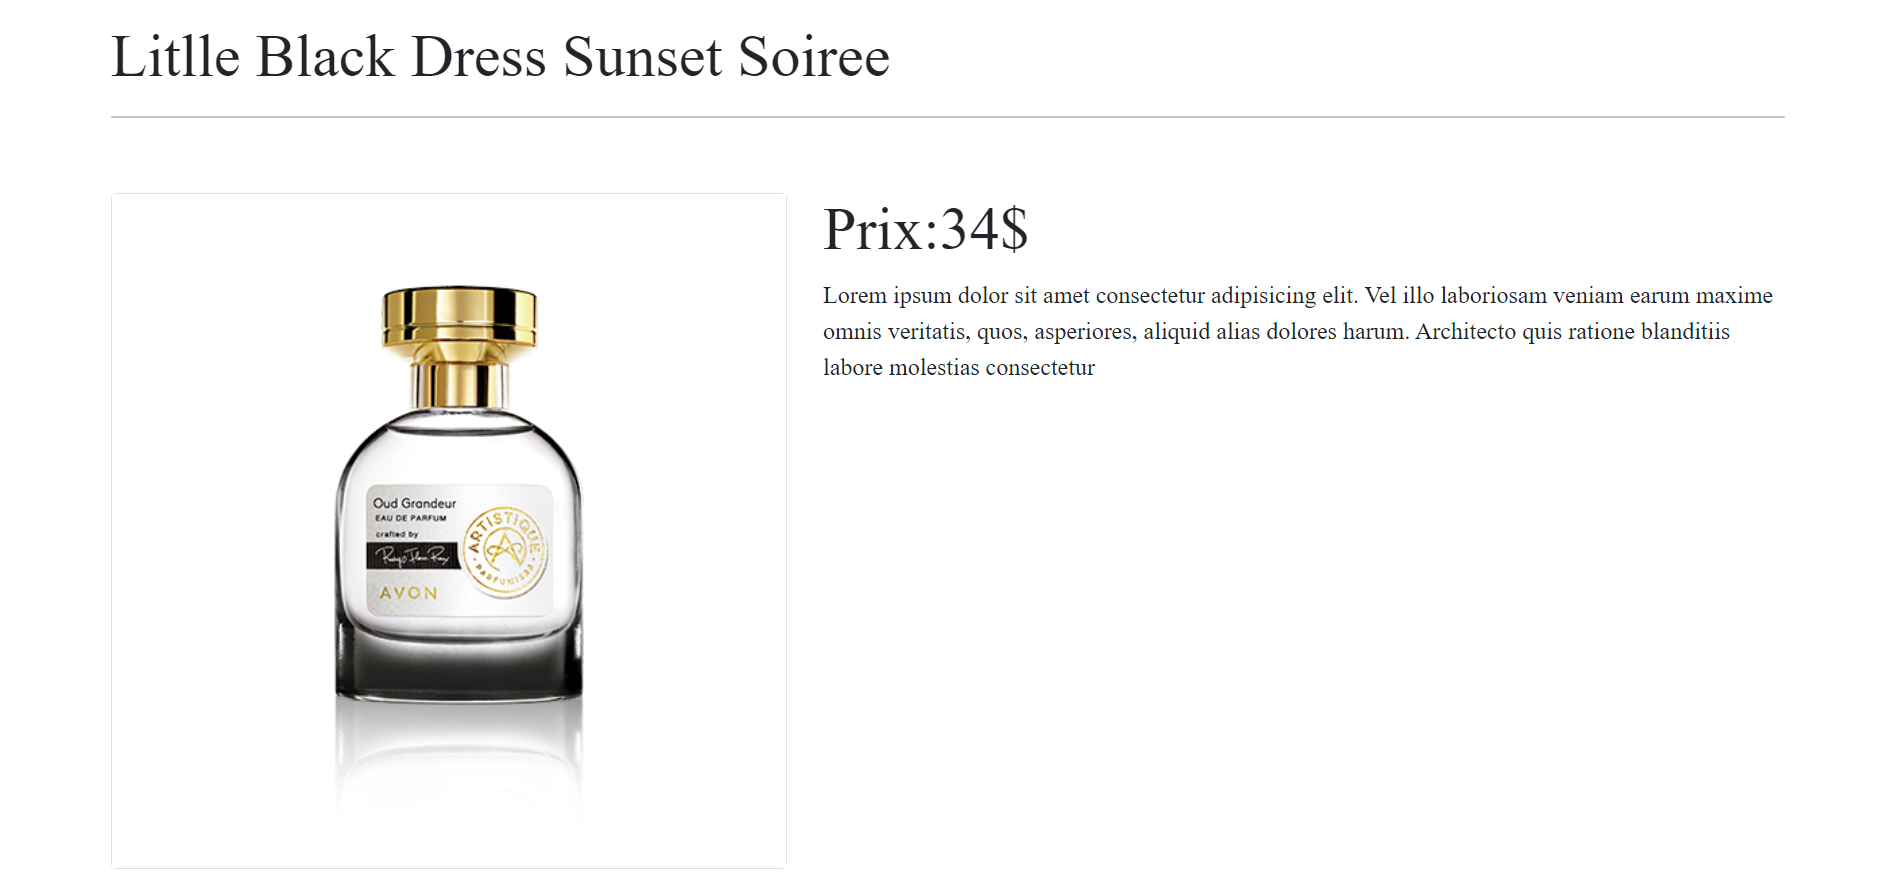 Litlle Black Dress Sunset Soiree
Prix:34$
Lorem ipsum dolor sit amet consectetur adipisicing elit. Vel illo laboriosam veniam earum maxime
omnis veritatis, quos, asperiores, aliquid alias dolores harum. Architecto quis ratione blanditiis
labore molestias consectetur
Oud Grandeur
EAU DE PARFUM
crafted by
AVON
ARTISTIQUE
PARFUMIERS